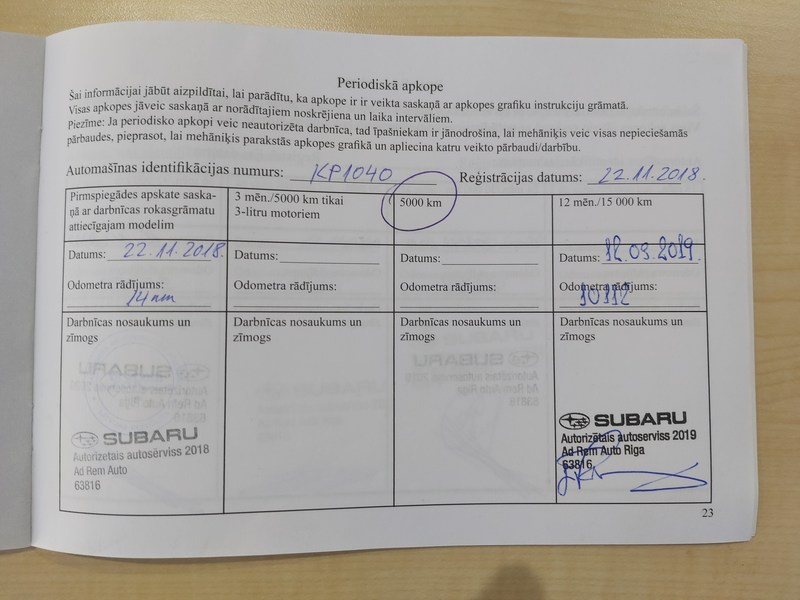 Periodiskā apkope
Šai informācijai jābūt aizpildītai, lai parādītu, ka apkope ir ir veikta saskaņā ar apkopes grafiku instrukciju grāmatā.
Visas apkopes jāveic saskaņā ar norādītajiem noskrējiena un laika intervāliem.
Piezīme: Ja periodisko apkopi veic neautorizēta darbnīca, tad īpašniekam ir jānodrošina, lai mehāniķis veic visas nepieciešamās
pārbaudes, pieprasot, lai mehāniķis parakstās apkopes grafikā un apliecina katru veikto pārbaudi/darbību.
Automašīnas identifikācijas numurs: KP1040 Reģistrācijas datums: 22.11.2018.
Pirmspiegādes apskate saska-
ņā ar darbnīcas rokasgrāmatu
attiecīgajam modelim
3 mēn./5000 km tikai
3-litru motoriem
5000 km
12 mēn./15 000 km
Datums: 22.11.2018.
Odometra rādījums:
14
Datums:
Odometra rādījums:
Datums:
Odometra rādījums:
Datums: 12.09.2019.
Odometra rādījums:
10112
Darbnīcas nosaukums un
zīmogs
SUBARU
Autorizētais autoserviss 2018
Ad Rem Auto
63816
Darbnīcas nosaukums un
zīmogs
Darbnīcas nosaukums un
zīmogs
Darbnīcas nosaukums un
zīmogs
SUBARU
Autorizētais autoserviss 2019
Ad Rem Auto Riga
63816
23